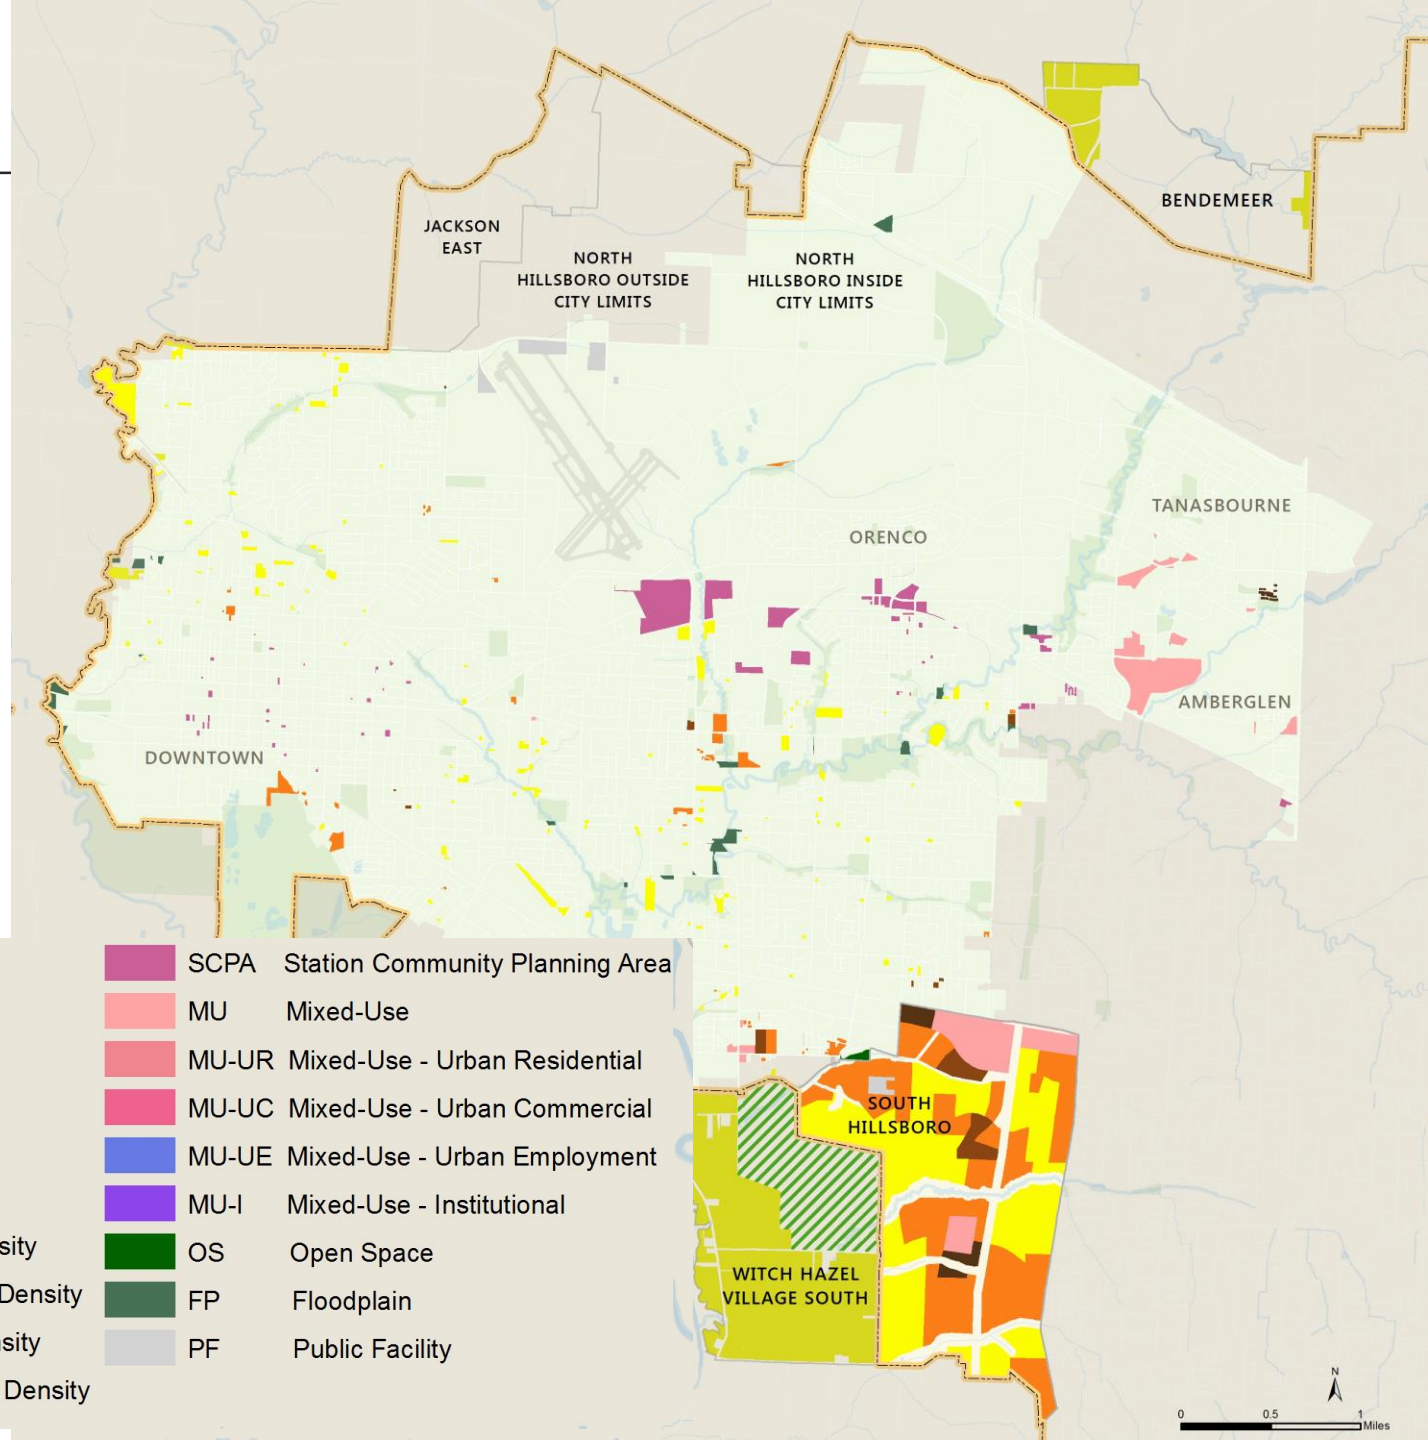 BENDEMEER
JACKSON
EAST
NORTH
HILLSBORO OUTSIDE
CITY LIMITS
NORTH
HILLSBORO INSIDE
CITY LIMITS
TANASBOURNE
ORENCO
AMBERGLEN
DOWNTOWN
SCPA Station Community Planning Area
MU Mixed-Use
MU-UR Mixed-Use - Urban Residential
MU-UC Mixed-Use - Urban Commercial
MU-UE Mixed-Use - Urban Employment
MU-I Mixed-Use - Institutional
sity
OS Open Space
Density
FP Floodplain
sity
PF Public Facility
Density
SOUTH
HILLSBORO
WITCH HAZEL
VILLAGE SOUTH
N
0 0.5 1
Miles